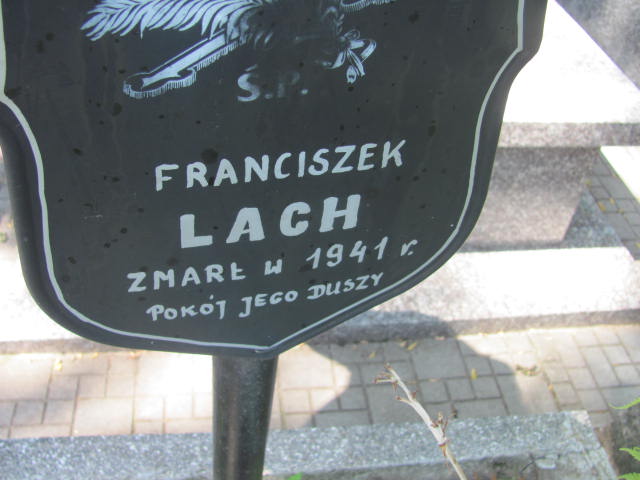 Ś.P.
FRANCISZEK
LACH
ZMARŁ W 1941 r.
POKÓJ JEGO DUSZY